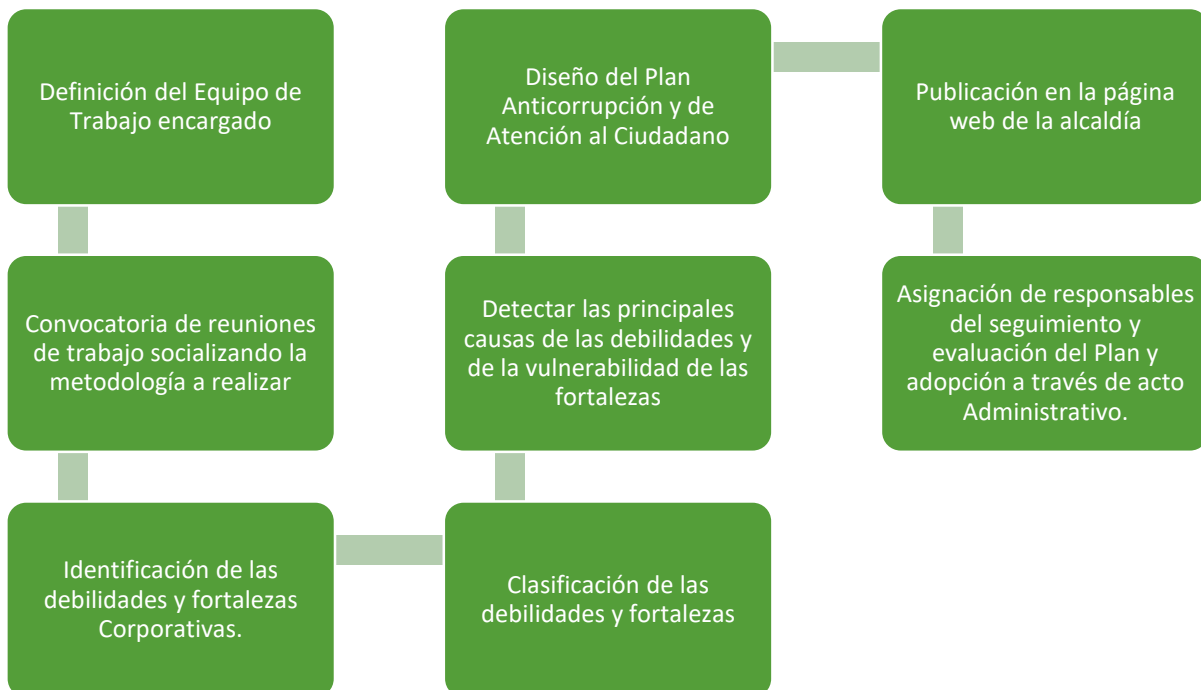 Definición del Equipo de
Trabajo encargado
Convocatoria de reuniones
de trabajo socializando la
metodología a realizar
Identificación de las
debilidades y fortalezas
Corporativas.
Clasificación de las
debilidades y fortalezas
Detectar las principales
causas de las debilidades y
de la vulnerabilidad de las
fortalezas
Diseño del Plan
Anticorrupción y de
Atención al Ciudadano
Publicación en la página
web de la alcaldía
Asignación de responsables
del seguimiento y
evaluación del Plan y
adopción a través de acto
Administrativo.